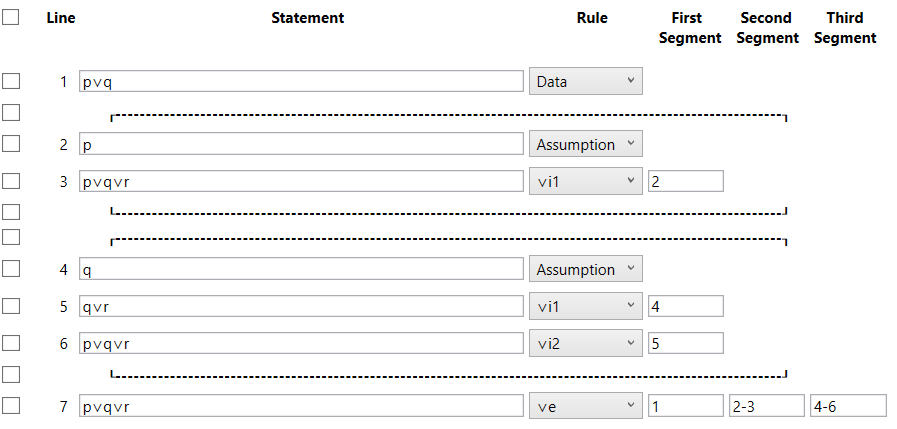 Line Statement Rule First Segment Second Segment Third Segment
1 p∨q Data
2 p Assumption
3 p∨q∨r ∨i1 2
4 q Assumption
5 q∨r ∨i1 4
6 p∨q∨r ∨i2 5
7 p∨q∨r ∨e 1 2-3 4-6